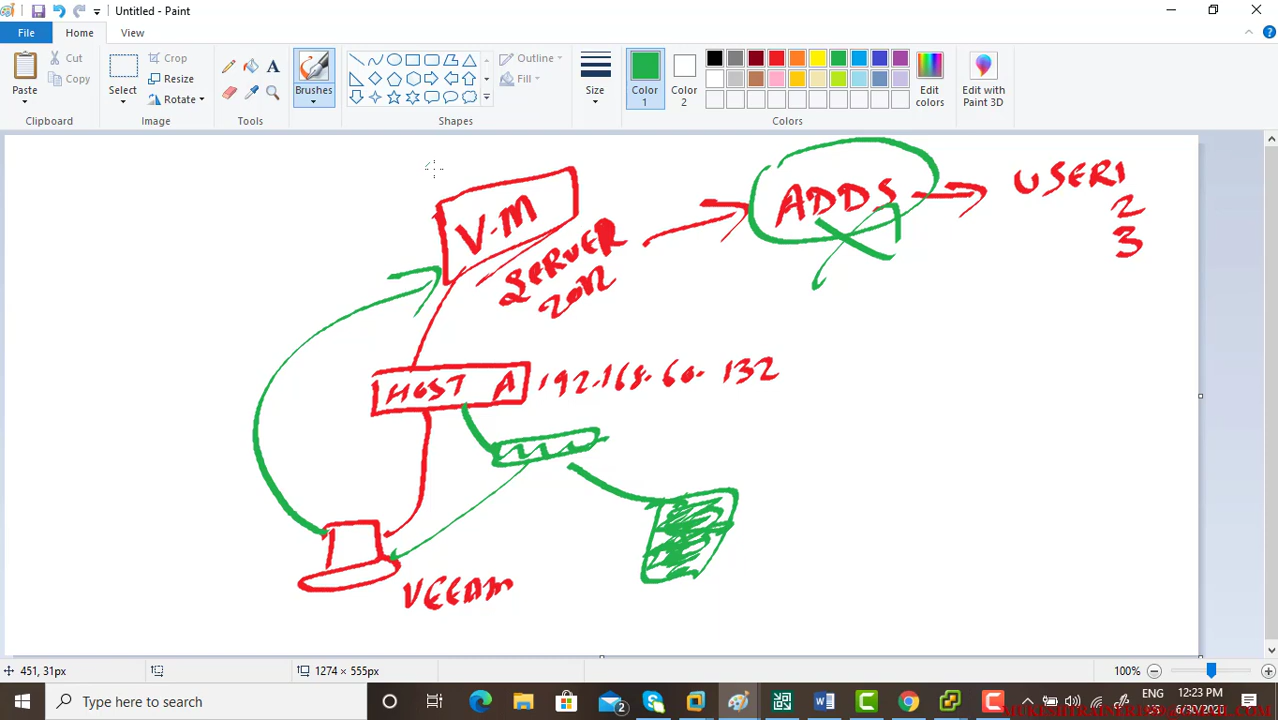 Untitled - Paint
File Home View
Cut
Copy
Paste
Clipboard
Select
Crop
Resize
Rotate
Image
Tools
Brushes
Shapes
Outline
Fill
Size
Color 1
Color 2
Colors
Edit colors
Edit with Paint 3D
V.M
SERVER
2012
ADDS
USER1
2
3
HOST A
192.168.60.132
VEEAM
451, 31px
1274 × 555px
100%
Type here to search
2
ENG
US
12:23 PM
6/30/2020